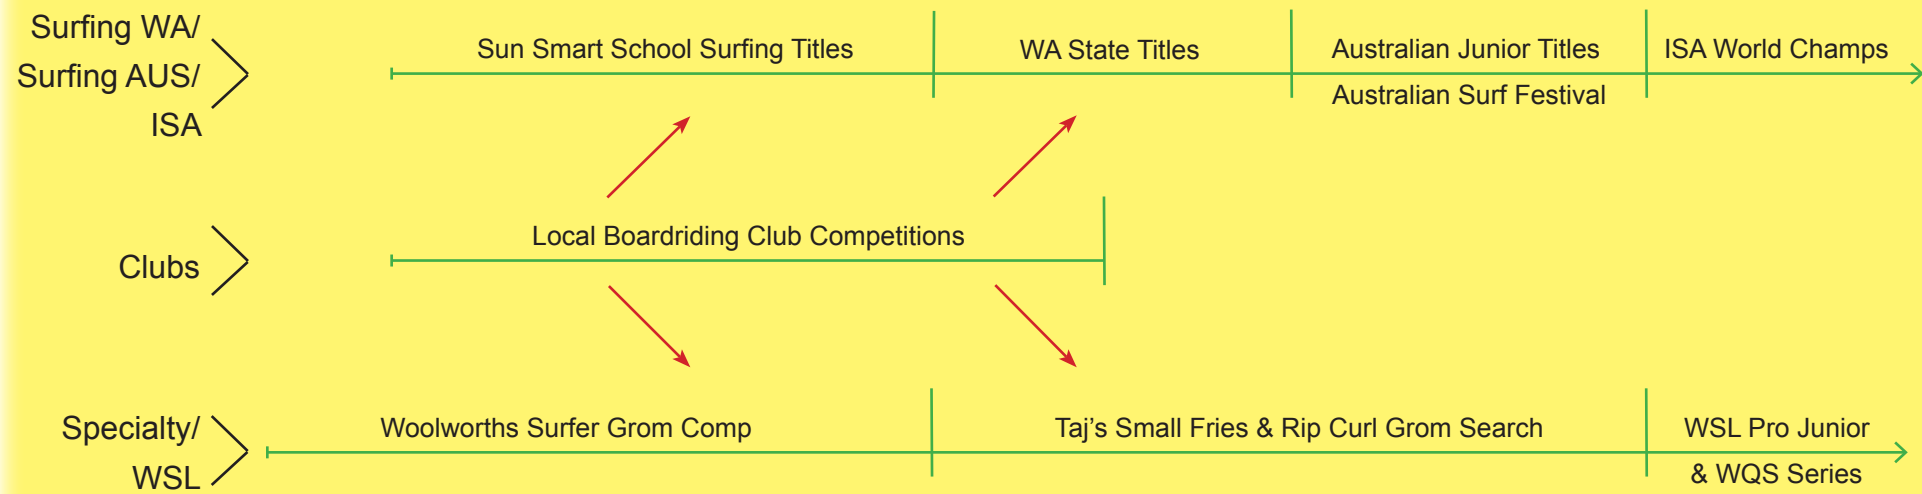 Surfing WA/
Surfing AUS/
ISA
Sun Smart School Surfing Titles
WA State Titles
Australian Junior Titles
Australian Surf Festival
ISA World Champs
Clubs
Local Boardriding Club Competitions
Specialty/
WSL
Woolworths Surfer Grom Comp
Taj's Small Fries & Rip Curl Grom Search
WSL Pro Junior
& WQS Series